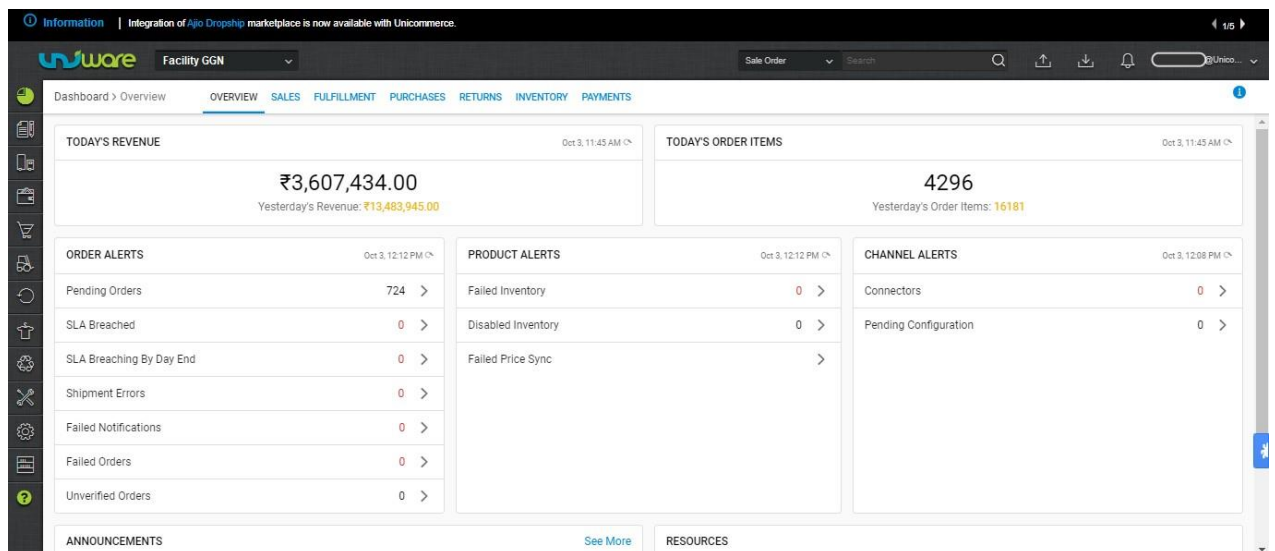 Information | Integration of Ajio Dropship marketplace is now available with Unicommerce.
1/5
uniware
Facility GGN
Sale Order
Search
@Unico...
Dashboard > Overview
OVERVIEW SALES FULFILLMENT PURCHASES RETURNS INVENTORY PAYMENTS
TODAY'S REVENUE
Oct 3, 11:45 AM
₹3,607,434.00
Yesterday's Revenue: ₹13,483,945.00
TODAY'S ORDER ITEMS
Oct 3, 11:45 AM
4296
Yesterday's Order Items: 16181
ORDER ALERTS
Oct 3, 12:12 PM
Pending Orders 724
SLA Breached 0
SLA Breaching By Day End 0
Shipment Errors 0
Failed Notifications 0
Failed Orders 0
Unverified Orders 0
PRODUCT ALERTS
Oct 3, 12:12 PM
Failed Inventory 0
Disabled Inventory 0
Failed Price Sync
CHANNEL ALERTS
Oct 3, 12:08 PM
Connectors 0
Pending Configuration 0
ANNOUNCEMENTS
See More
RESOURCES